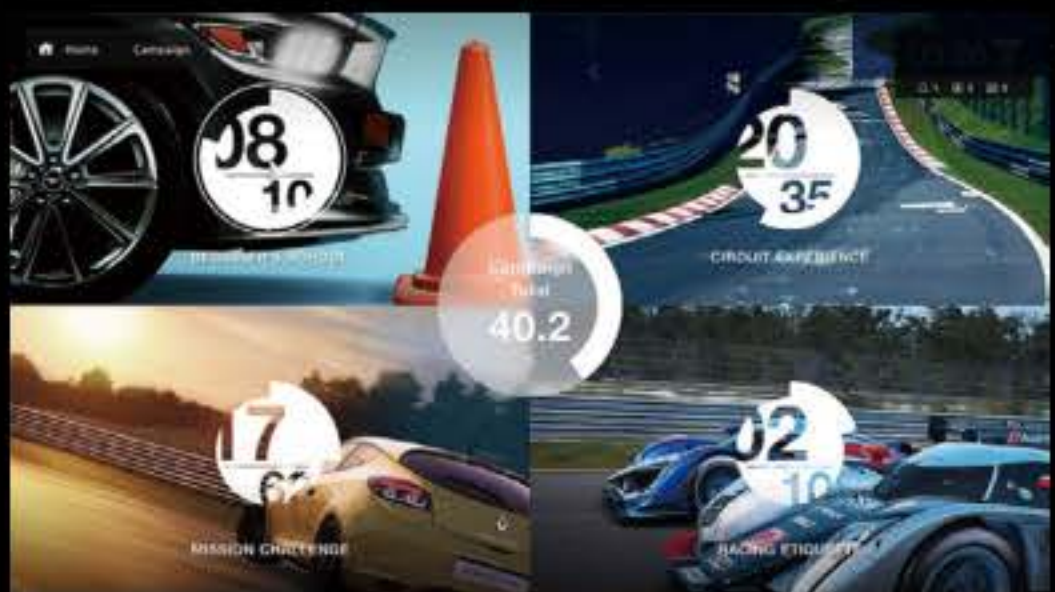 Home Campaign
08
10
20
35
CIRCUIT EXPERIENCE
Campaign
Total
40.2
17
02
10
MISSION CHALLENGE
RACING ETIQUETTE